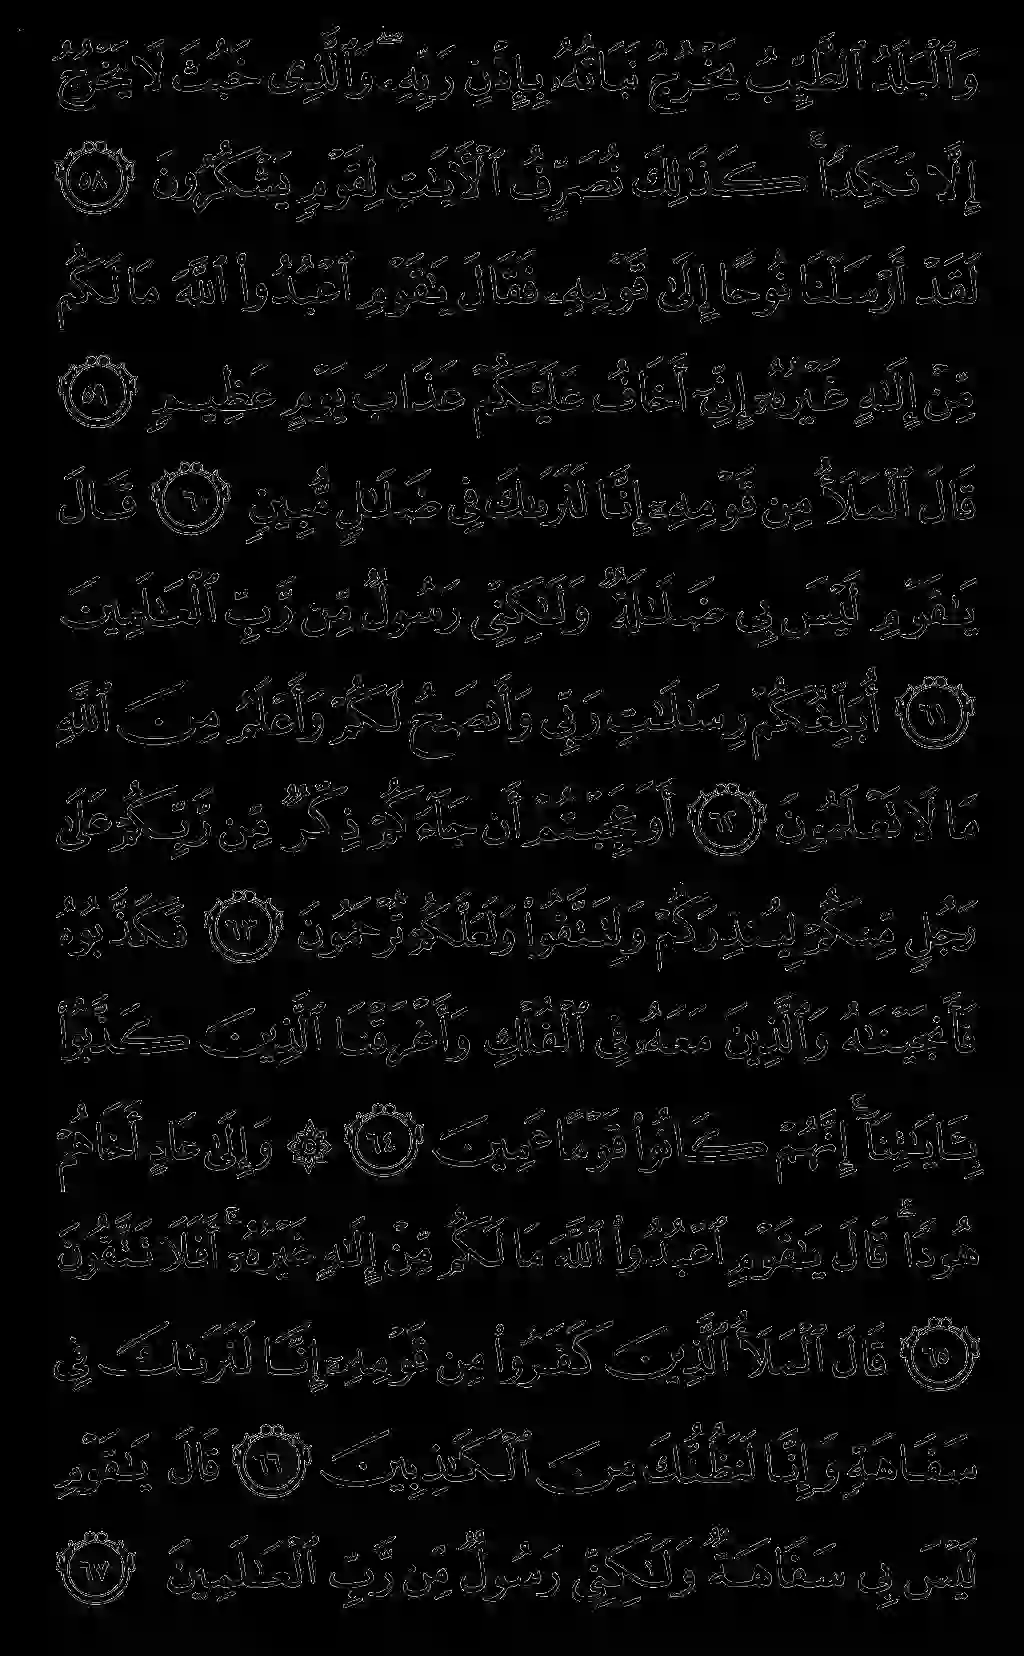 وَٱلْبَلَدُ ٱلطَّيِّبُ يَخْرُجُ نَبَاتُهُۥ بِإِذْنِ رَبِّهِۦ ۖ وَٱلَّذِى خَبُثَ لَا يَخْرُجُ
إِلَّا نَكِدًا ۚ كَذَٰلِكَ نُصَرِّفُ ٱلْـَٔايَٰتِ لِقَوْمٍ يَشْكُرُونَ ٥٨
لَقَدْ أَرْسَلْنَا نُوحًا إِلَىٰ قَوْمِهِۦ فَقَالَ يَٰقَوْمِ ٱعْبُدُوا۟ ٱللَّهَ مَا لَكُم
مِّنْ إِلَٰهٍ غَيْرُهُۥٓ إِنِّىٓ أَخَافُ عَلَيْكُمْ عَذَابَ يَوْمٍ عَظِيمٍ ٥٩
قَالَ ٱلْمَلَأُ مِن قَوْمِهِۦٓ إِنَّا لَنَرَىٰكَ فِى ضَلَٰلٍ مُّبِينٍ ٦٠ قَالَ
يَٰقَوْمِ لَيْسَ بِى ضَلَٰلَةٌ وَلَٰكِنِّى رَسُولٌ مِّن رَّبِّ ٱلْعَٰلَمِينَ
٦١ أُبَلِّغُكُمْ رِسَٰلَٰتِ رَبِّى وَأَنصَحُ لَكُمْ وَأَعْلَمُ مِنَ ٱللَّهِ
مَا لَا تَعْلَمُونَ ٦٢ أَوَعَجِبْتُمْ أَن جَآءَكُمْ ذِكْرٌ مِّن رَّبِّكُمْ عَلَىٰ
رَجُلٍ مِّنكُمْ لِيُنذِرَكُمْ وَلِتَتَّقُوا۟ وَلَعَلَّكُمْ تُرْحَمُونَ ٦٣ فَكَذَّبُوهُ
فَأَنجَيْنَٰهُ وَٱلَّذِينَ مَعَهُۥ فِى ٱلْفُلْكِ وَأَغْرَقْنَا ٱلَّذِينَ كَذَّبُوا۟
بِـَٔايَٰتِنَآ ۚ إِنَّهُمْ كَانُوا۟ قَوْمًا عَمِينَ ٦٤ ۞ وَإِلَىٰ عَادٍ أَخَاهُمْ
هُودًا ۗ قَالَ يَٰقَوْمِ ٱعْبُدُوا۟ ٱللَّهَ مَا لَكُم مِّنْ إِلَٰهٍ غَيْرُهُۥٓ ۚ أَفَلَا تَتَّقُونَ
٦٥ قَالَ ٱلْمَلَأُ ٱلَّذِينَ كَفَرُوا۟ مِن قَوْمِهِۦٓ إِنَّا لَنَرَىٰكَ فِى
سَفَاهَةٍ وَإِنَّا لَنَظُنُّكَ مِنَ ٱلْكَٰذِبِينَ ٦٦ قَالَ يَٰقَوْمِ
لَيْسَ بِى سَفَاهَةٌ وَلَٰكِنِّى رَسُولٌ مِّن رَّبِّ ٱلْعَٰلَمِينَ ٦٧